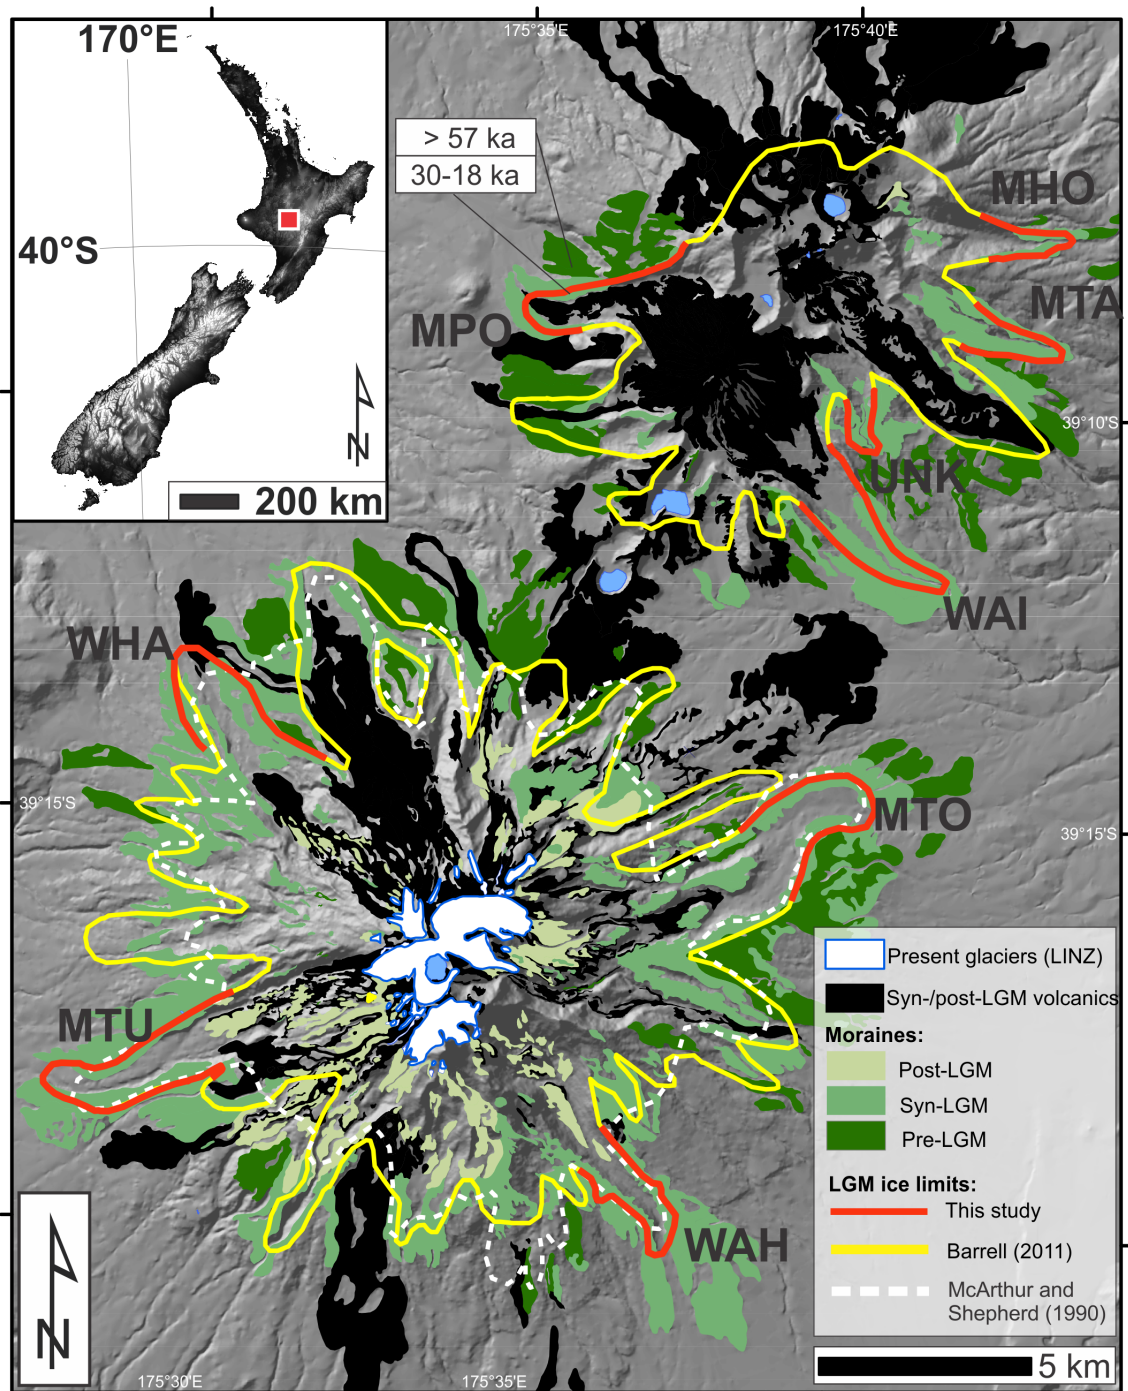 170°E
40°S
N
200 km
175°35'E
175°40'E
> 57 ka
30-18 ka
MHO
MTA
MPO
39°10'S
UNK
WAI
WHA
39°15'S
MTO
39°15'S
MTU
WAH
Present glaciers (LINZ)
Syn-/post-LGM volcanics
Moraines:
Post-LGM
Syn-LGM
Pre-LGM
LGM ice limits:
This study
Barrell (2011)
McArthur and
Shepherd (1990)
N
5 km
175°30'E
175°35'E